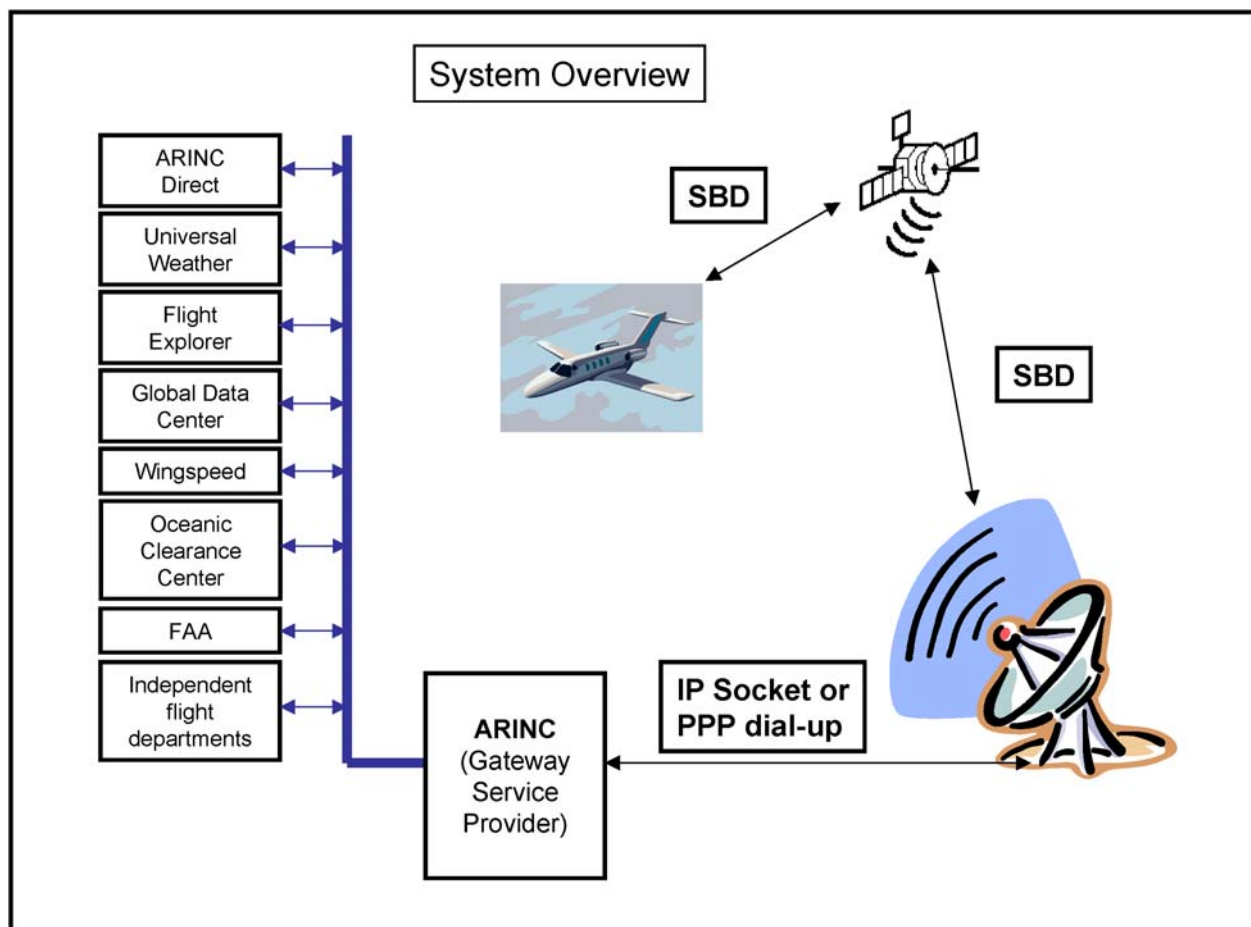 System Overview
ARINC
Direct
Universal
Weather
Flight
Explorer
Global Data
Center
Wingspeed
Oceanic
Clearance
Center
FAA
Independent
flight
departments
SBD
SBD
IP Socket or
PPP dial-up
ARINC
(Gateway
Service
Provider)